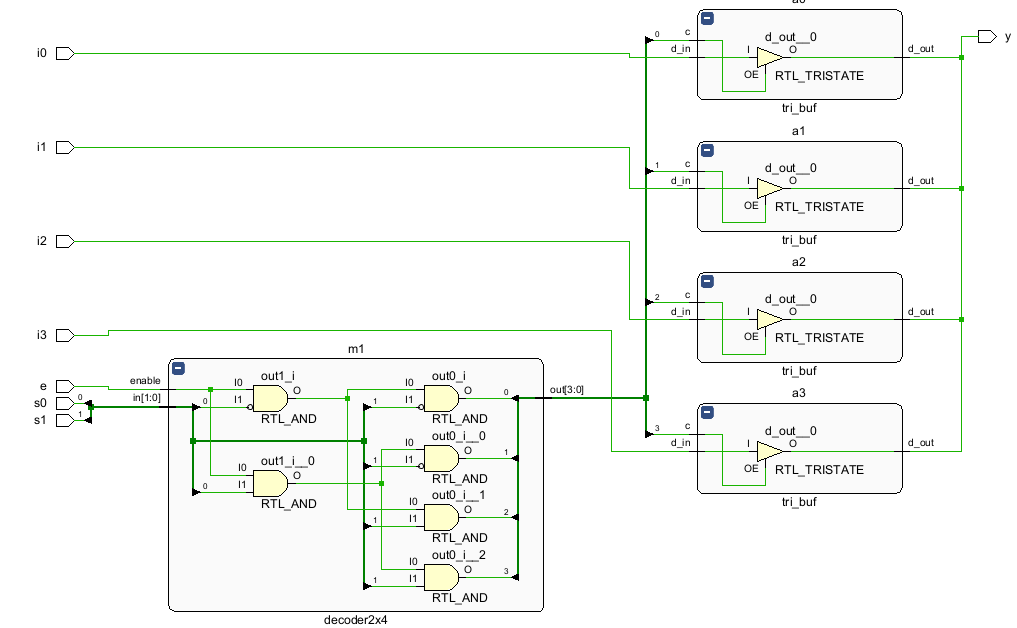 a0
0
c
d_out__0
y
i0
d_in
I
O
d_out
OE
RTL_TRISTATE
tri_buf
a1
i1
1
c
d_out__0
d_in
I
O
d_out
OE
RTL_TRISTATE
tri_buf
i2
a2
2
c
d_out__0
d_in
I
O
d_out
OE
RTL_TRISTATE
i3
m1
tri_buf
e
enable
out1_i
out0_i
a3
s0
0
in[1:0]
I0
O
I0
O
0
out[3:0]
s1
1
0
I1
1
I1
RTL_AND
RTL_AND
3
c
d_out__0
out0_i__0
d_in
I
O
d_out
out1_i__0
I0
O
1
OE
RTL_TRISTATE
I0
O
1
I1
RTL_AND
0
I1
out0_i__1
tri_buf
RTL_AND
I0
O
2
1
I1
RTL_AND
out0_i__2
I0
O
3
1
I1
RTL_AND
decoder2x4